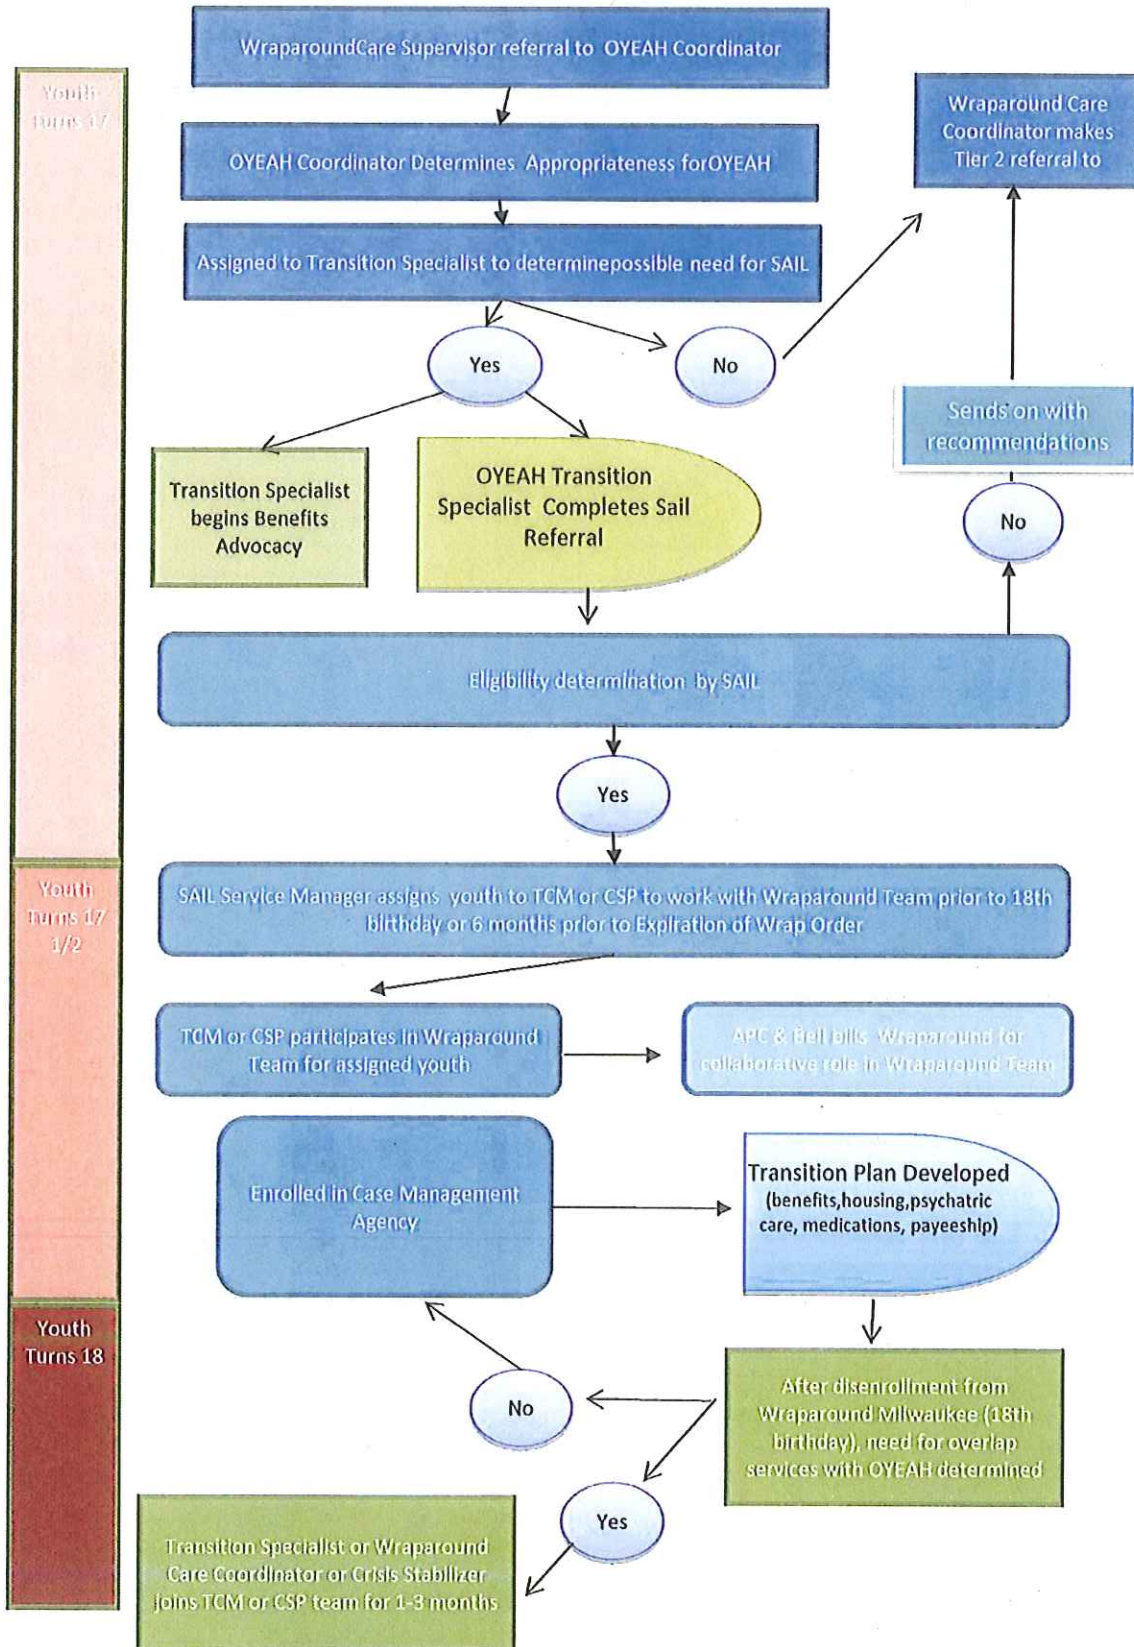 WraparoundCare Supervisor referral to OYEAH Coordinator
Youth
Turns 17
Wraparound Care
Coordinator makes
Tier 2 referral to
OYEAH Coordinator Determines Appropriateness forOYEAH
Assigned to Transition Specialist to determinepossible need for SAIL
Yes
No
Sends on with
recommendations
No
Transition Specialist
begins Benefits
Advocacy
OYEAH Transition
Specialist Completes Sail
Referral
Eligibility determination by SAIL
Yes
Youth
Turns 17
1/2
SAIL Service Manager assigns youth to TCM or CSP to work with Wraparound Team prior to 18th
birthday or 6 months prior to Expiration of Wrap Order
TCM or CSP participates in Wraparound
Team for assigned youth
APC & Bell bills Wraparound for
collaborative role in Wraparound Team
Enrolled in Case Management
Agency
Transition Plan Developed
(benefits,housing,psychatric
care, medications, payeeship)
Youth
Turns 18
No
After disenrollment from
Wraparound Milwaukee (18th
birthday), need for overlap
services with OYEAH determined
Yes
Transition Specialist or Wraparound
Care Coordinator or Crisis Stabilizer
joins TCM or CSP team for 1-3 months